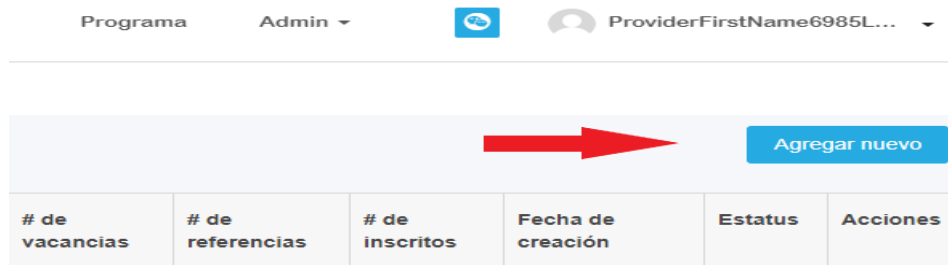 Programa Admin ProviderFirstName6985L...
Agregar nuevo
# de vacancias # de referencias # de inscritos Fecha de creación Estatus Acciones